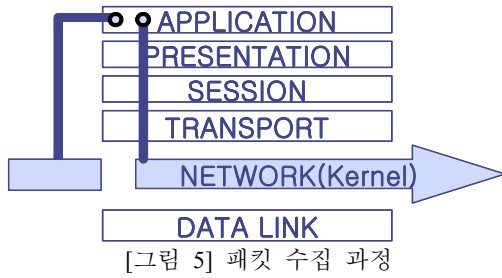 APPLICATION
PRESENTATION
SESSION
TRANSPORT
NETWORK(Kernel)
DATA LINK
[그림 5] 패킷 수집 과정